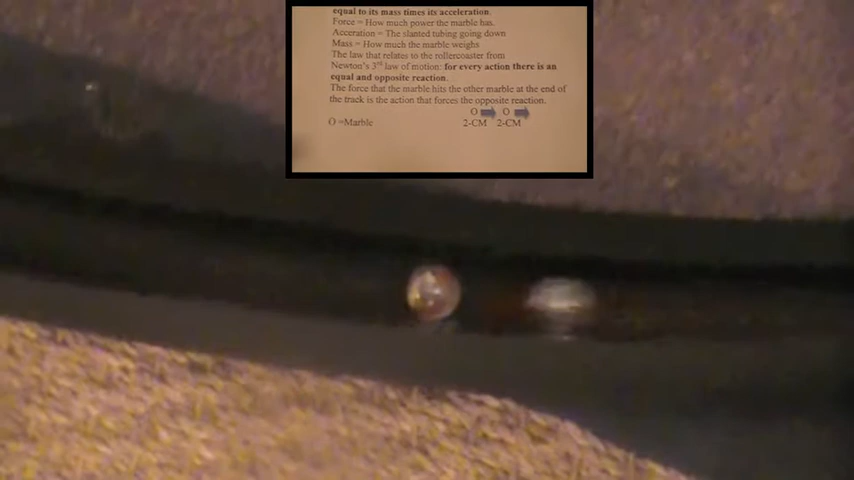 equal to its mass times its acceleration.
Force = How much power the marble has.
Acceration = The slanted tubing going down
Mass = How much the marble weighs
The law that relates to the rollercoaster from
Newton's 3rd law of motion: for every action there is an
equal and opposite reaction.
The force that the marble hits the other marble at the end of
the track is the action that forces the opposite reaction.
O O
O =Marble 2-CM 2-CM